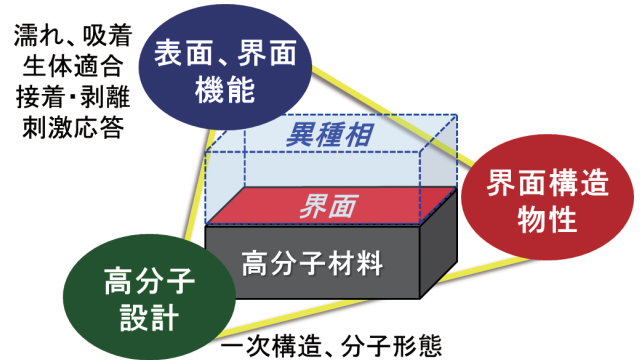 濡れ、吸着
生体適合
接着・剥離
刺激応答
表面、界面
機能
異種相
界面
高分子材料
界面構造
物性
高分子
設計
一次構造、分子形態